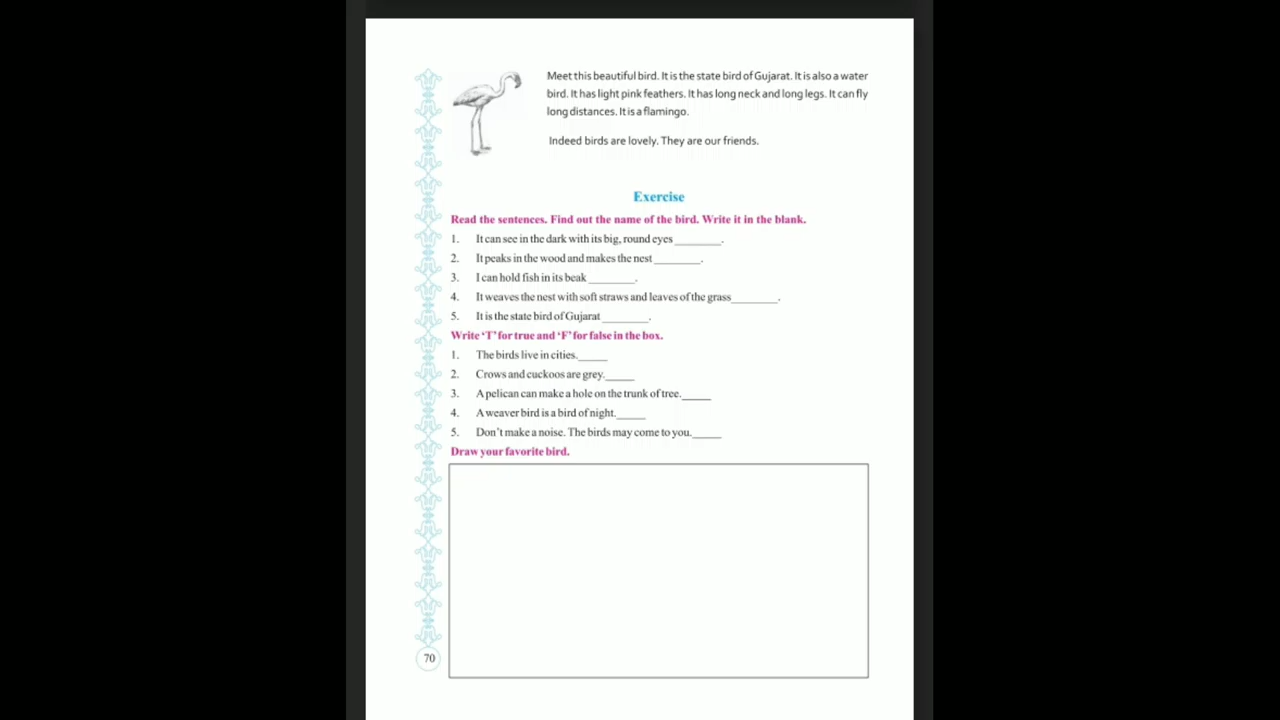 Meet this beautiful bird. It is the state bird of Gujarat. It is also a water
bird. It has light pink feathers. It has long neck and long legs. It can fly
long distances. It is a flamingo.
Indeed birds are lovely. They are our friends.
Exercise
Read the sentences. Find out the name of the bird. Write it in the blank.
1. It can see in the dark with its big, round eyes ________.
2. It peaks in the wood and makes the nest ________.
3. I can hold fish in its beak ________.
4. It weaves the nest with soft straws and leaves of the grass________.
5. It is the state bird of Gujarat ________.
Write ‘T’ for true and ‘F’ for false in the box.
1. The birds live in cities._____
2. Crows and cuckoos are grey._____
3. A pelican can make a hole on the trunk of tree._____
4. A weaver bird is a bird of night._____
5. Don’t make a noise. The birds may come to you._____
Draw your favorite bird.
70